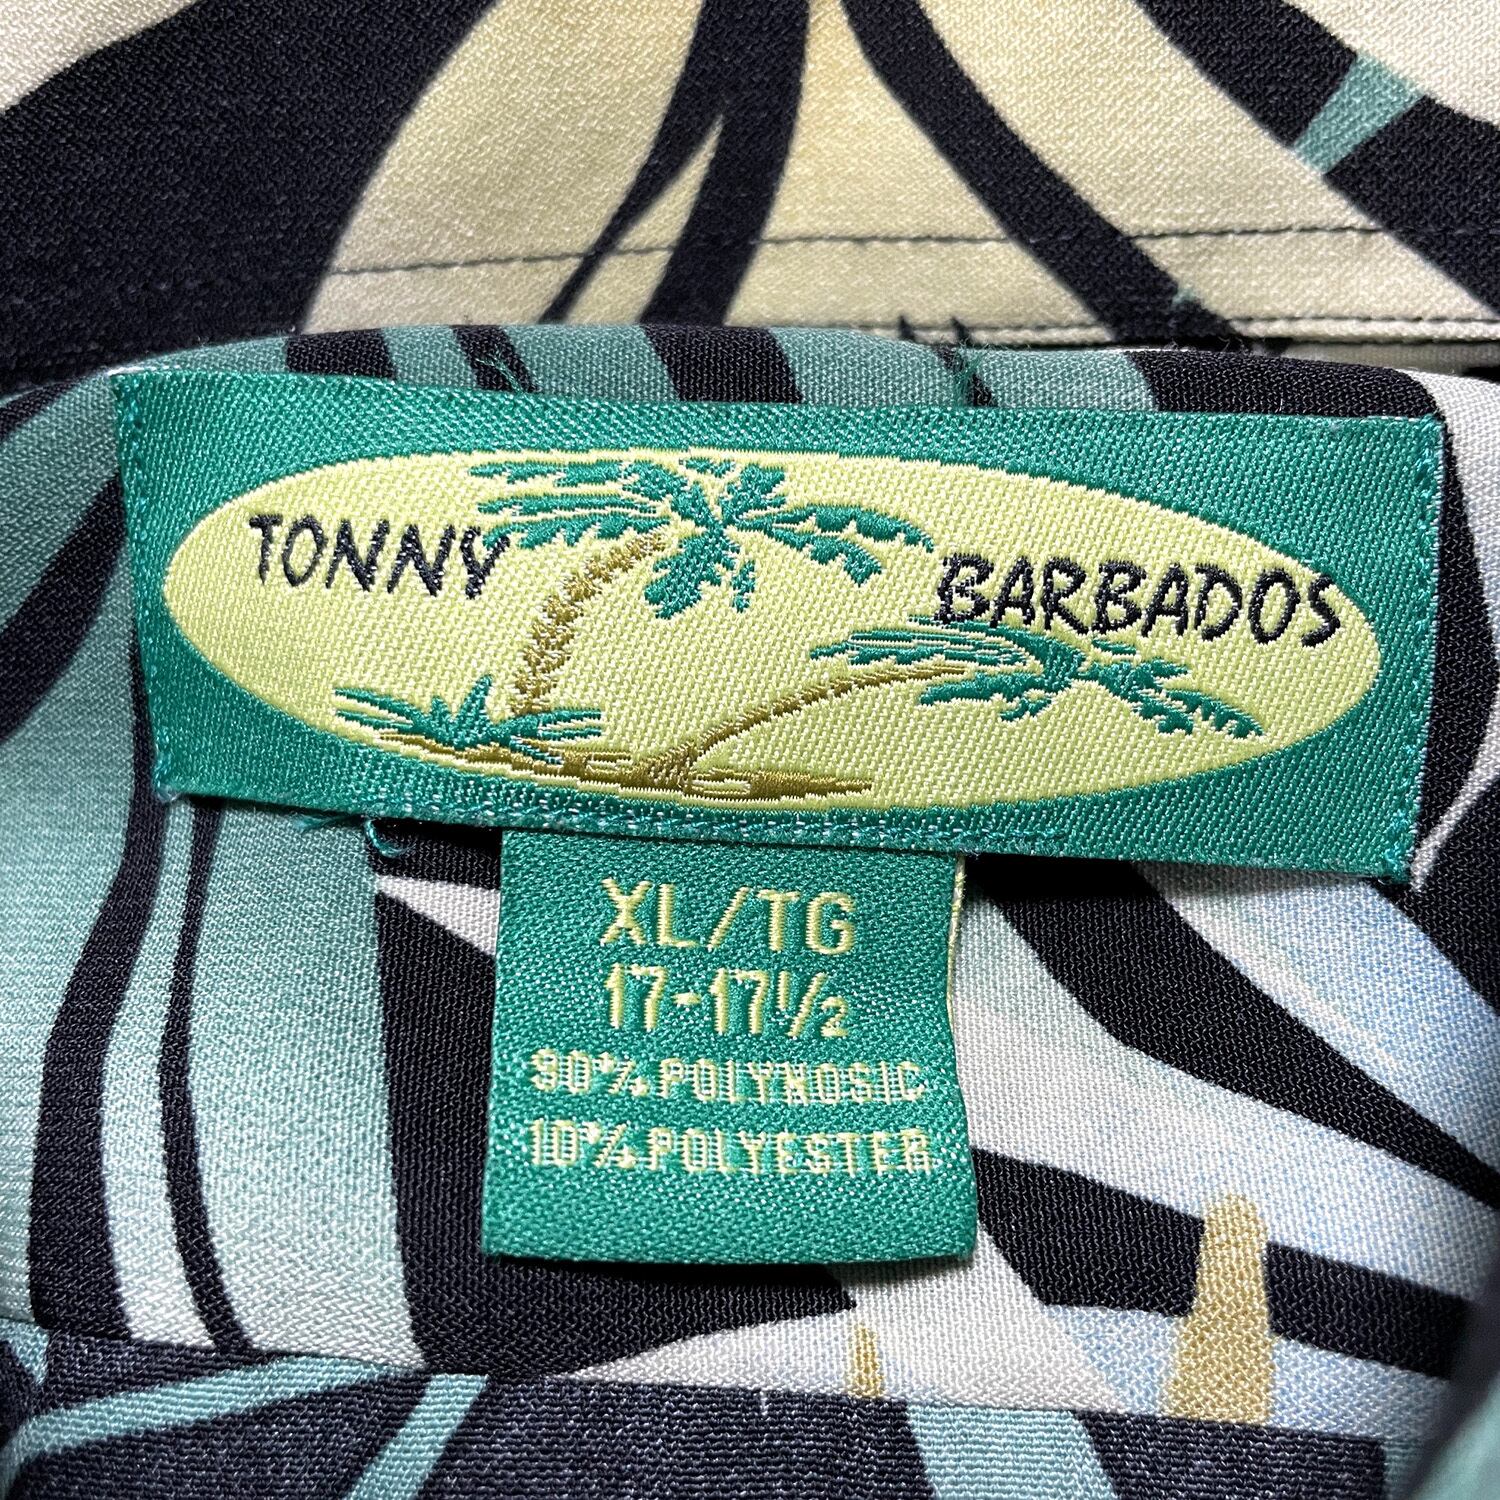 TONNY BARBADOS
XL/TG
17-17½
90% POLYNOSIC
10% POLYESTER